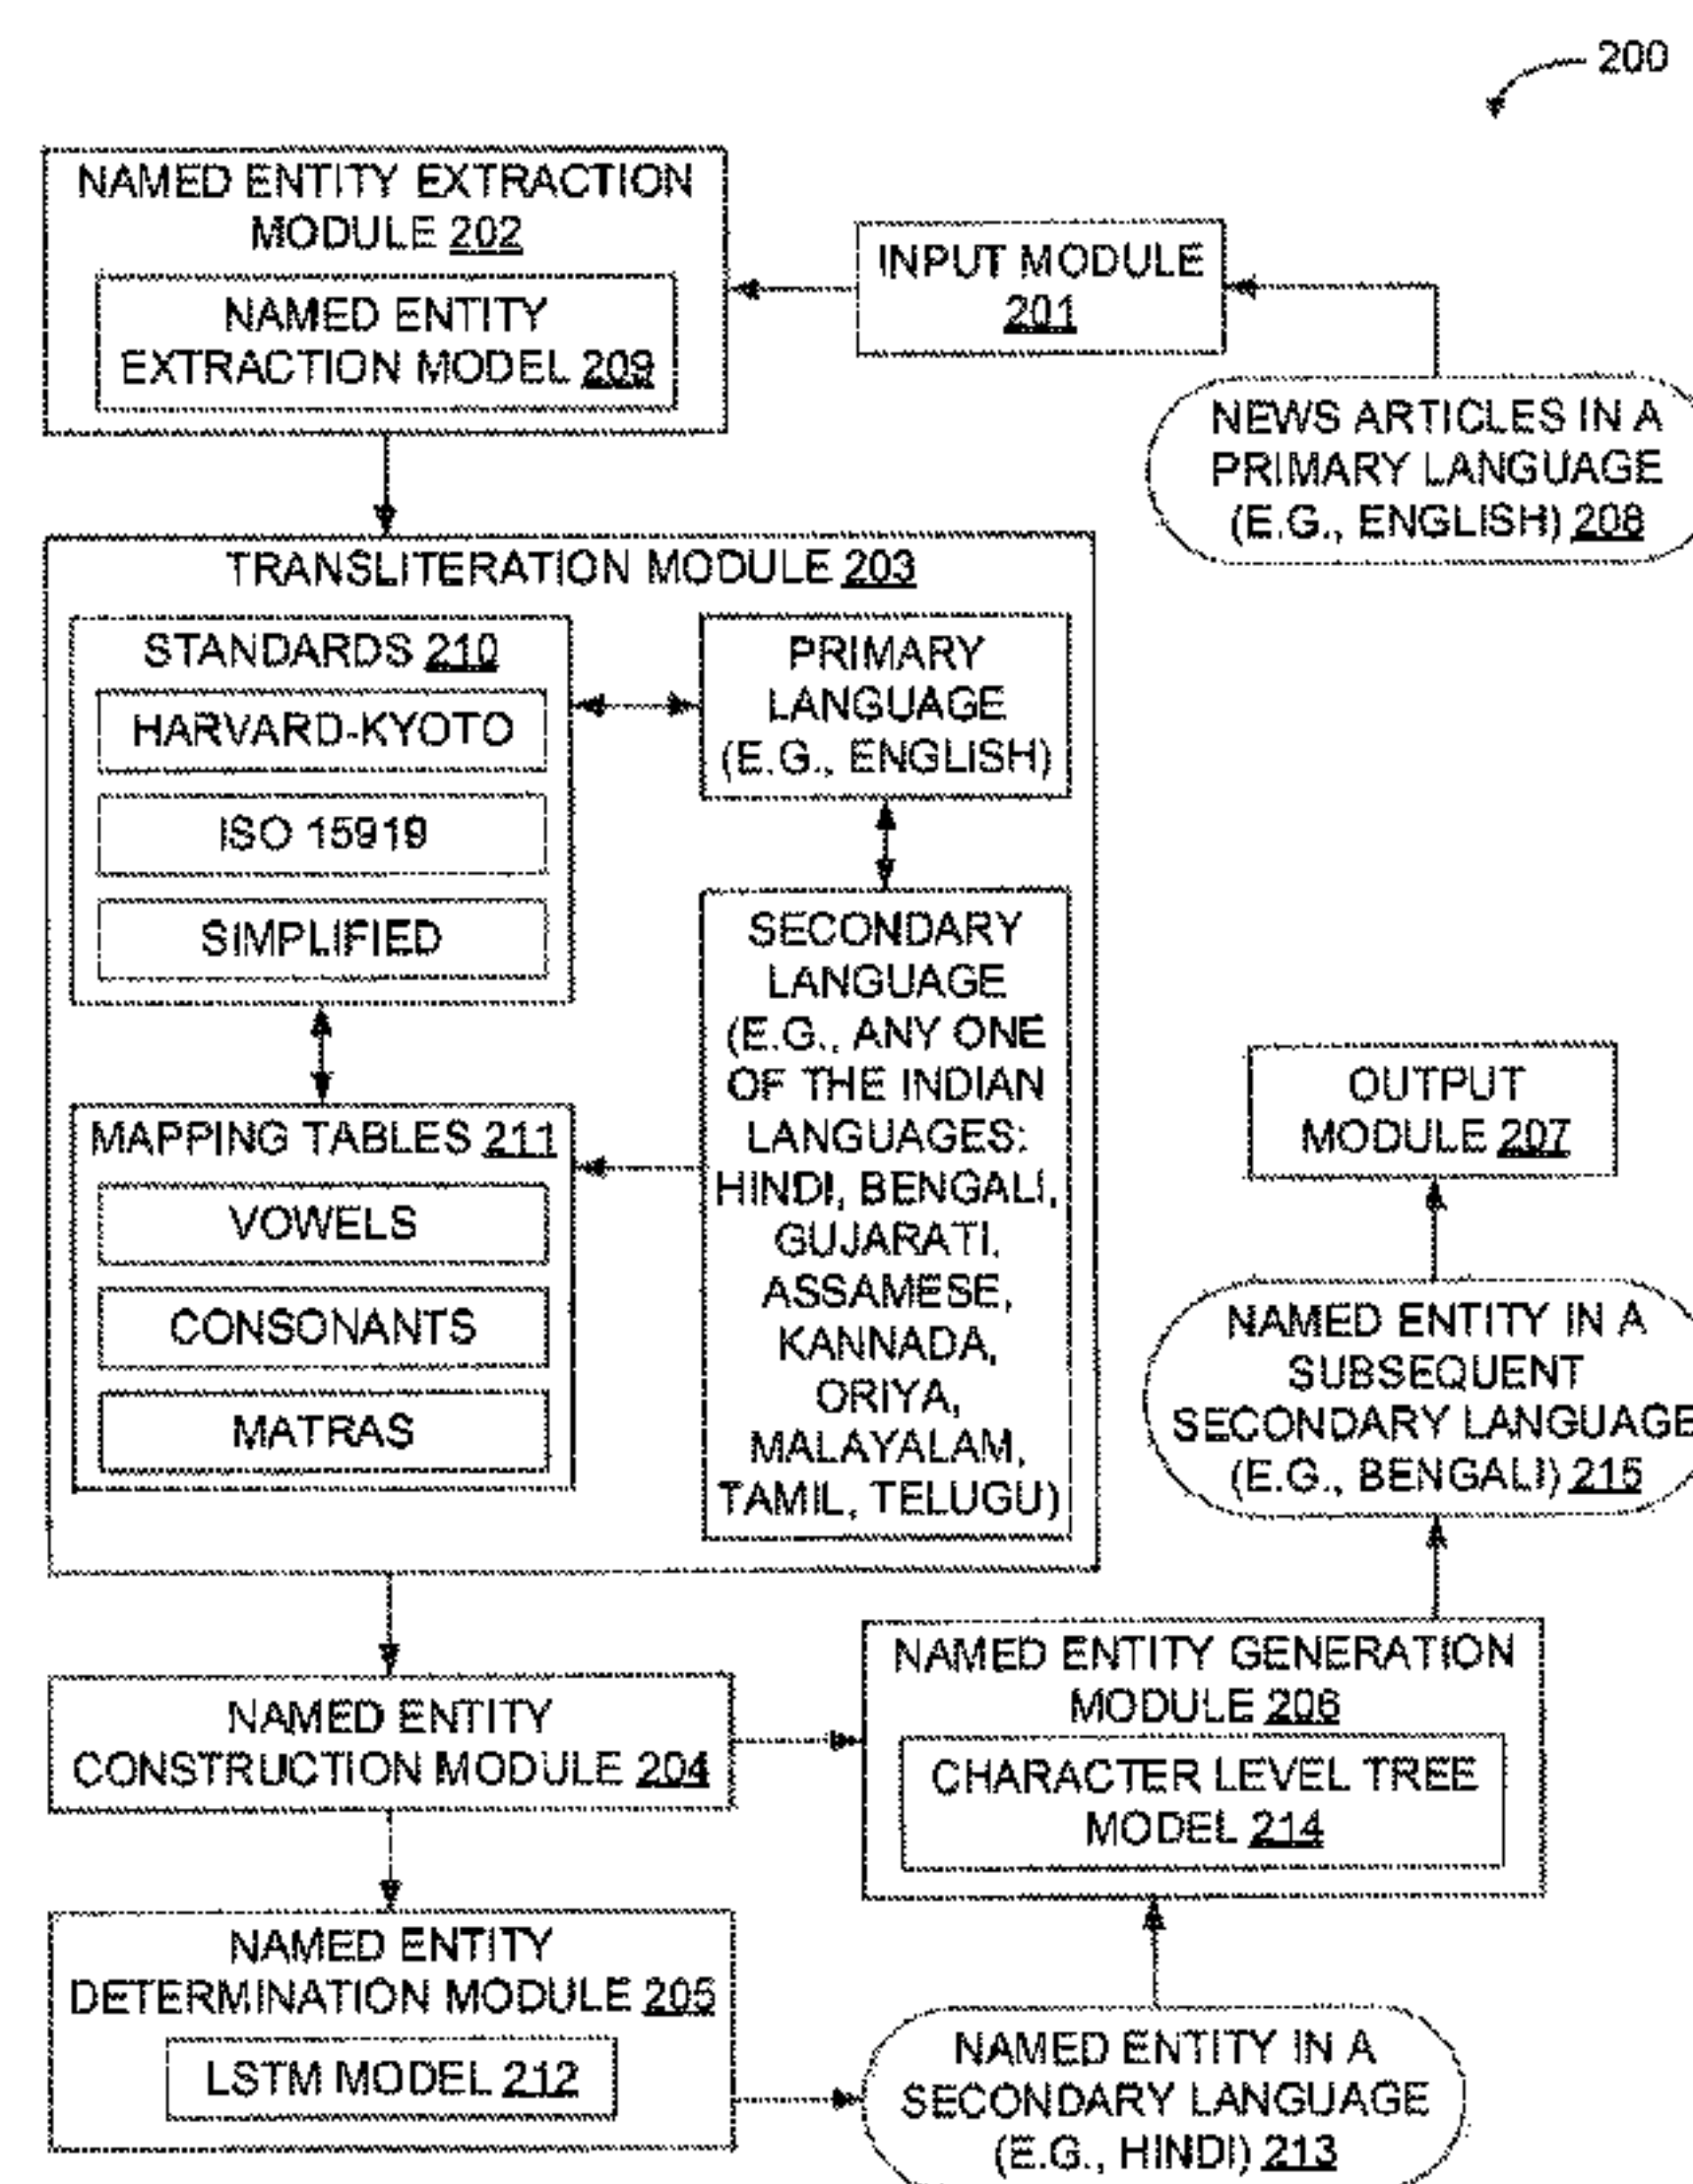 200
NAMED ENTITY EXTRACTION
MODULE 202
NAMED ENTITY
EXTRACTION MODEL 209
INPUT MODULE
201
NEWS ARTICLES IN A
PRIMARY LANGUAGE
(E.G., ENGLISH) 208
TRANSLITERATION MODULE 203
STANDARDS 210
HARVARD-KYOTO
ISO 15919
SIMPLIFIED
PRIMARY
LANGUAGE
(E.G., ENGLISH)
MAPPING TABLES 211
VOWELS
CONSONANTS
MATRAS
SECONDARY
LANGUAGE
(E.G., ANY ONE
OF THE INDIAN
LANGUAGES:
HINDI, BENGALI,
GUJARATI,
ASSAMESE,
KANNADA,
ORIYA,
MALAYALAM,
TAMIL, TELUGU)
OUTPUT
MODULE 207
NAMED ENTITY IN A
SUBSEQUENT
SECONDARY LANGUAGE
(E.G., BENGALI) 215
NAMED ENTITY
CONSTRUCTION MODULE 204
NAMED ENTITY GENERATION
MODULE 206
CHARACTER LEVEL TREE
MODEL 214
NAMED ENTITY
DETERMINATION MODULE 205
LSTM MODEL 212
NAMED ENTITY IN A
SECONDARY LANGUAGE
(E.G., HINDI) 213